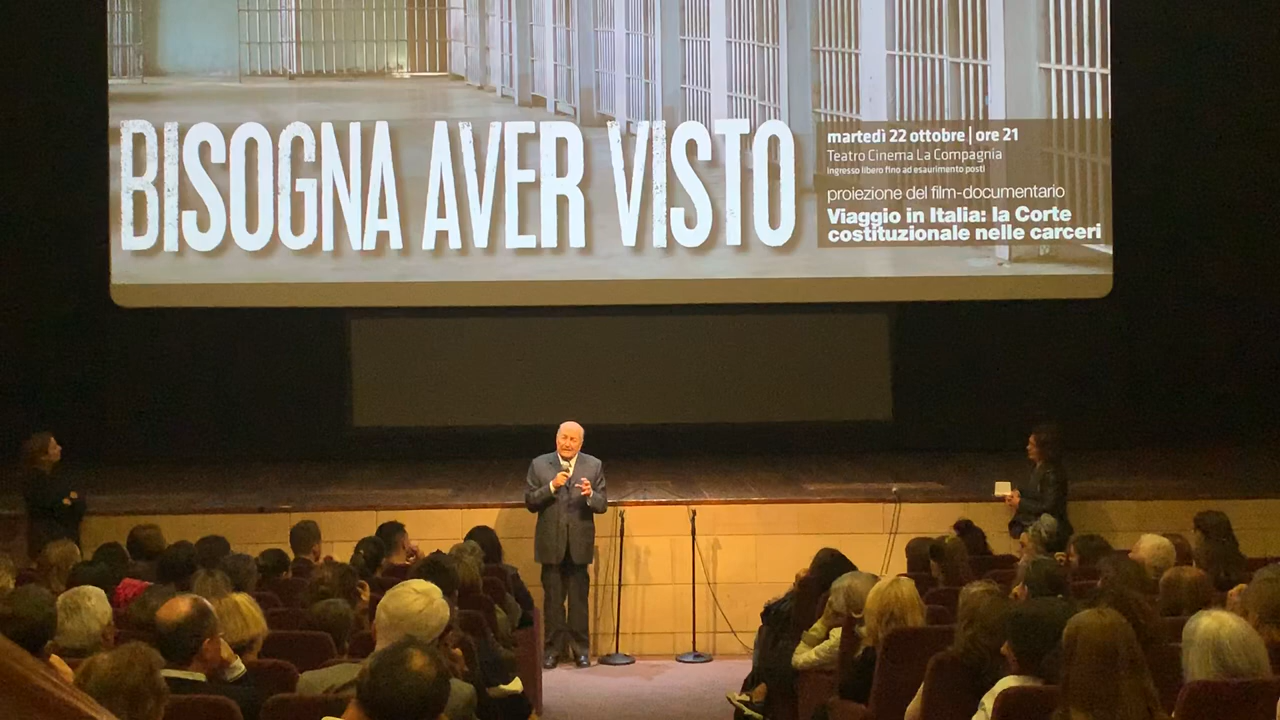 BISOGNA AVER VISTO
martedì 22 ottobre | ore 21
Teatro Cinema La Compagnia
ingresso libero fino ad esaurimento posti
proiezione del film-documentario
Viaggio in Italia: la Corte
costituzionale nelle carceri